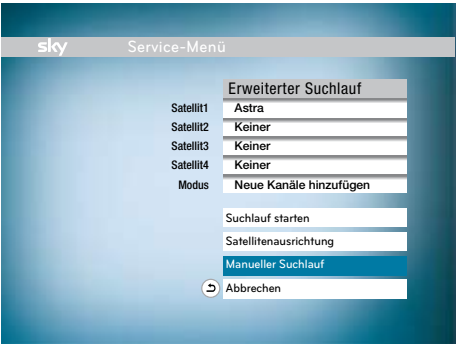 sky Service-Menü
Erweiterter Suchlauf
Satellit1 Astra
Satellit2 Keiner
Satellit3 Keiner
Satellit4 Keiner
Modus Neue Kanäle hinzufügen
Suchlauf starten
Satellitenausrichtung
Manueller Suchlauf
Abbrechen